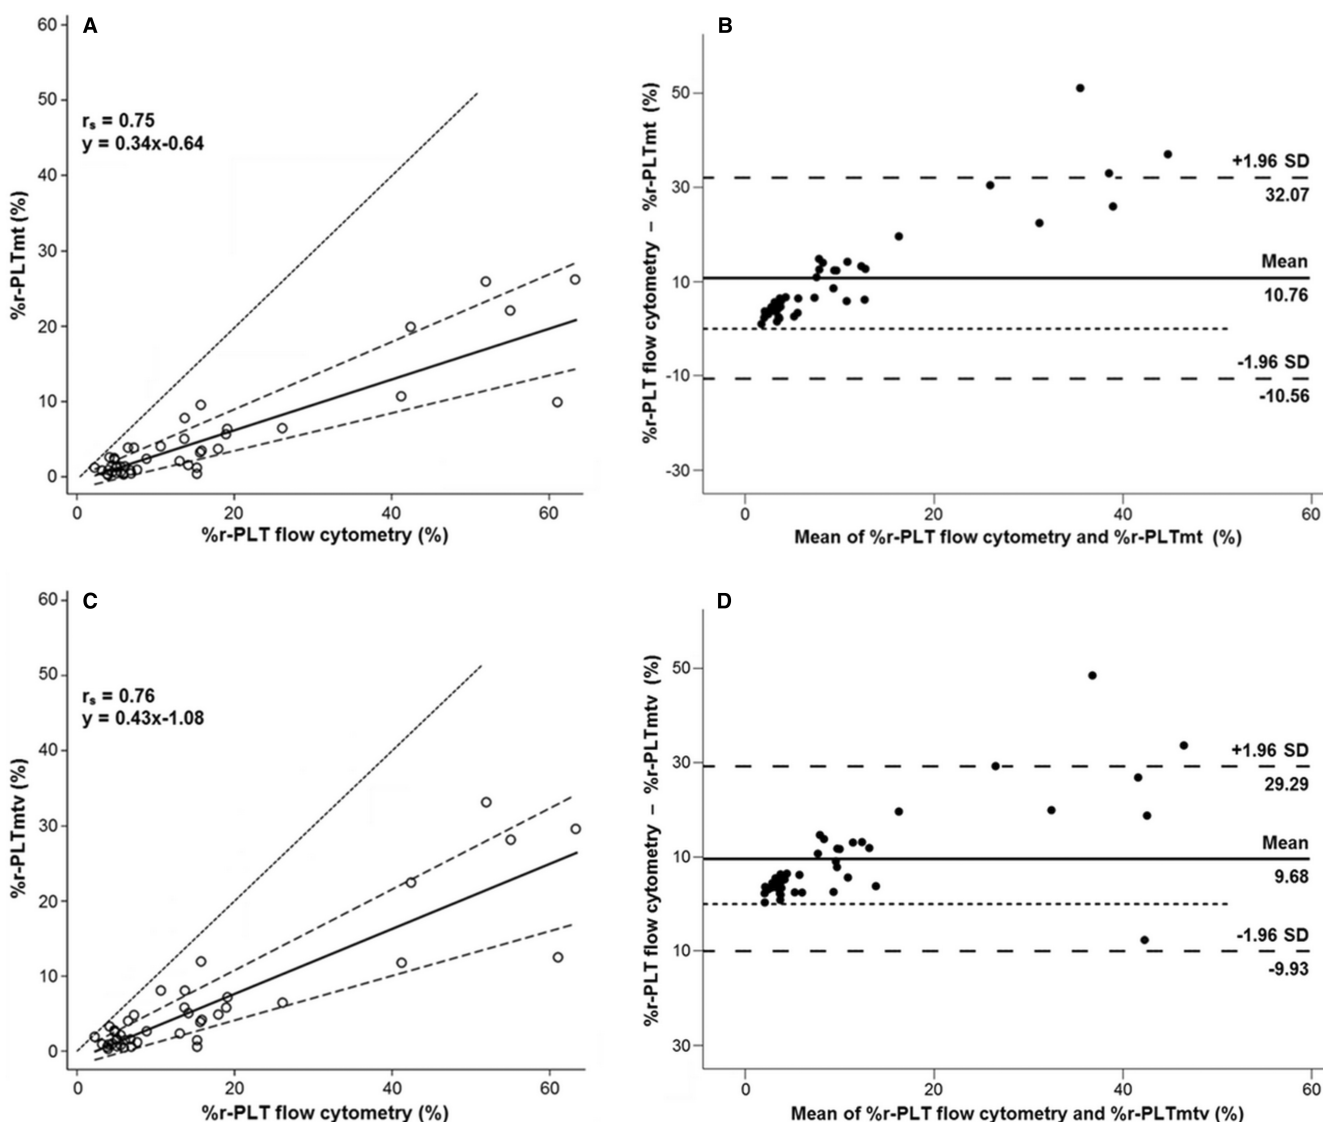 A
60
50
40
30
20
10
0
%r-PLTmt (%)
rs = 0.75
y = 0.34x-0.64
0 20 40 60
%r-PLT flow cytometry (%)
B
50
30
10
-10
-30
%r-PLT flow cytometry – %r-PLTmt (%)
+1.96 SD
32.07
Mean
10.76
-1.96 SD
-10.56
0 20 40 60
Mean of %r-PLT flow cytometry and %r-PLTmt (%)
C
60
50
40
30
20
10
0
%r-PLTmtv (%)
rs = 0.76
y = 0.43x-1.08
0 20 40 60
%r-PLT flow cytometry (%)
D
50
30
10
10
30
%r-PLT flow cytometry – %r-PLTmtv (%)
+1.96 SD
29.29
Mean
9.68
-1.96 SD
-9.93
0 20 40 60
Mean of %r-PLT flow cytometry and %r-PLTmtv (%)